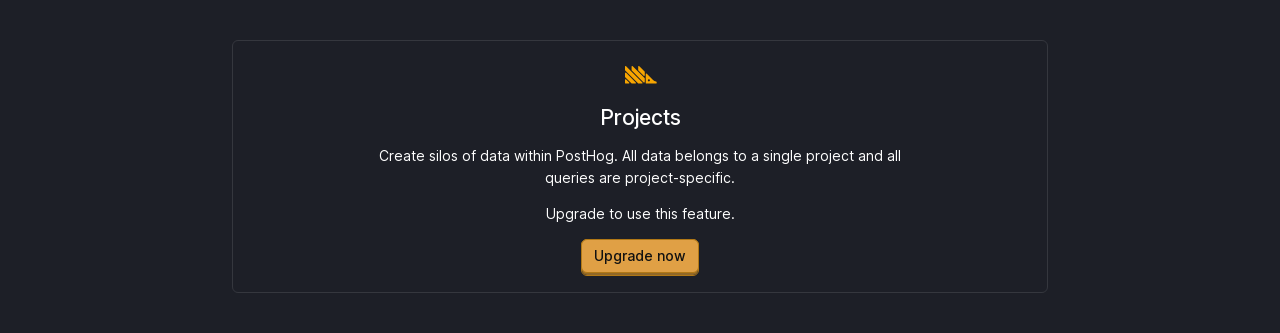 Projects
Create silos of data within PostHog. All data belongs to a single project and all
queries are project-specific.
Upgrade to use this feature.
Upgrade now